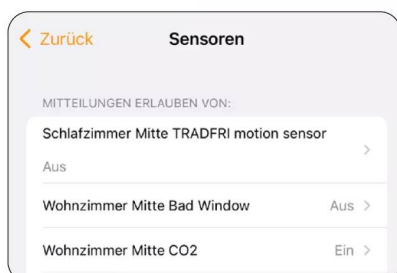 Zurück
Sensoren
MITTEILUNGEN ERLAUBEN VON:
Schlafzimmer Mitte TRADFRI motion sensor
Aus
Wohnzimmer Mitte Bad Window Aus
Wohnzimmer Mitte CO2 Ein